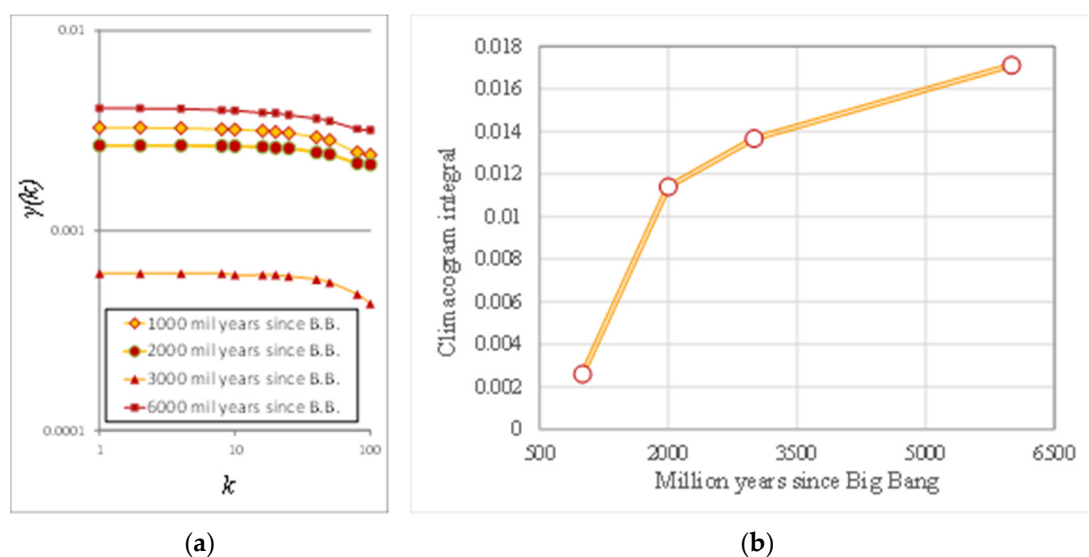 0.01
0.001
0.0001
γ(k)
1000 mil years since B.B.
2000 mil years since B.B.
3000 mil years since B.B.
6000 mil years since B.B.
1 10 100
k
(a)
0.018
0.016
0.014
0.012
0.01
0.008
0.006
0.004
0.002
0
Climacogram integral
500 2000 3500 5000 6500
Million years since Big Bang
(b)